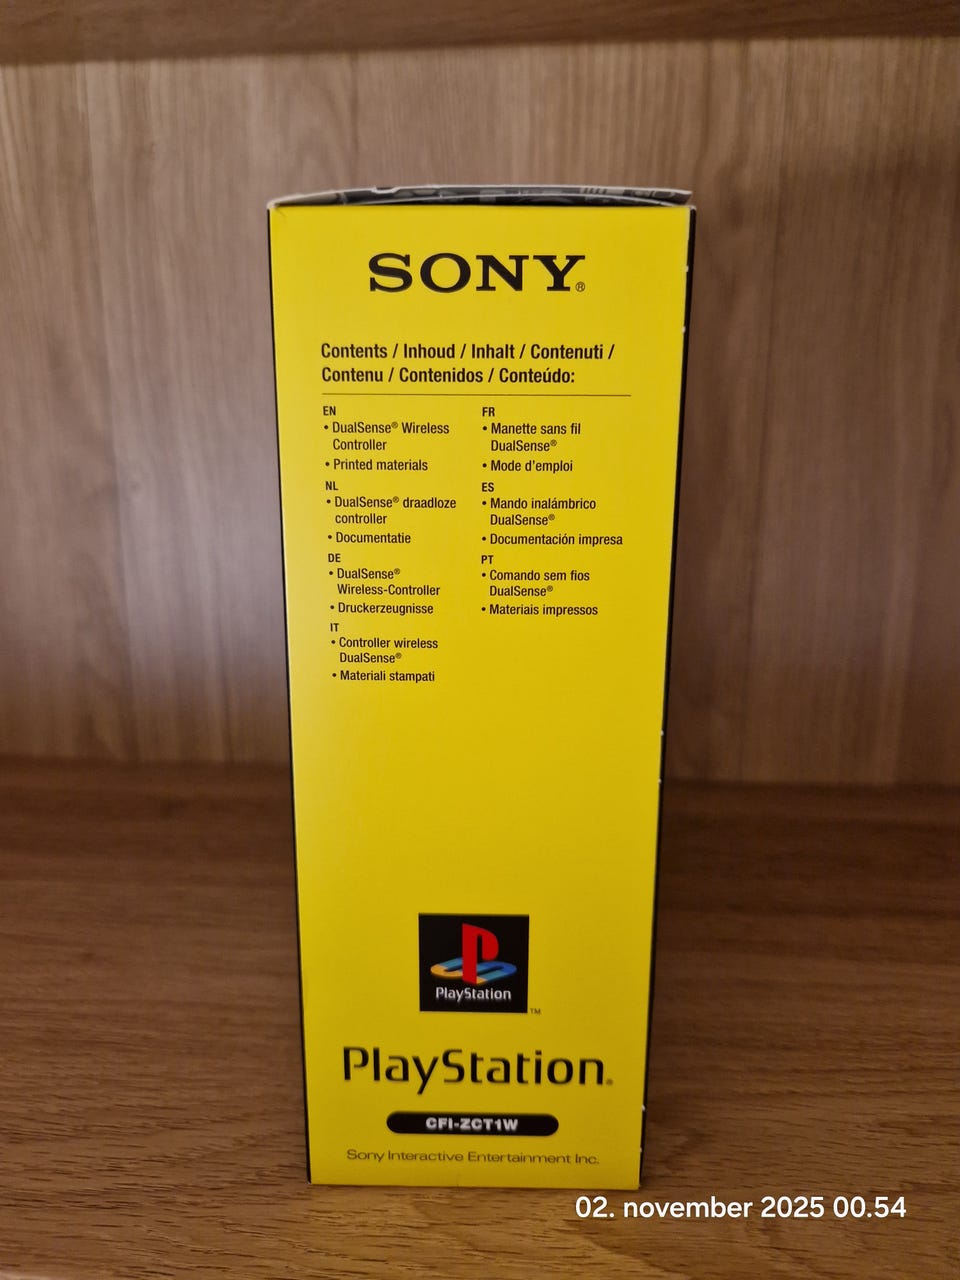 SONY®
Contents / Inhoud / Inhalt / Contenuti /
Contenu / Contenidos / Conteúdo:
EN
• DualSense® Wireless
Controller
• Printed materials
NL
• DualSense® draadloze
controller
• Documentatie
DE
• DualSense®
Wireless-Controller
• Druckerzeugnisse
IT
• Controller wireless
DualSense®
• Materiali stampati
FR
• Manette sans fil
DualSense®
• Mode d'emploi
ES
• Mando inalámbrico
DualSense®
• Documentación impresa
PT
• Comando sem fios
DualSense®
• Materiais impressos
PlayStation
TM
PlayStation®
CFI-ZCT1W
Sony Interactive Entertainment Inc.
02. november 2025 00.54